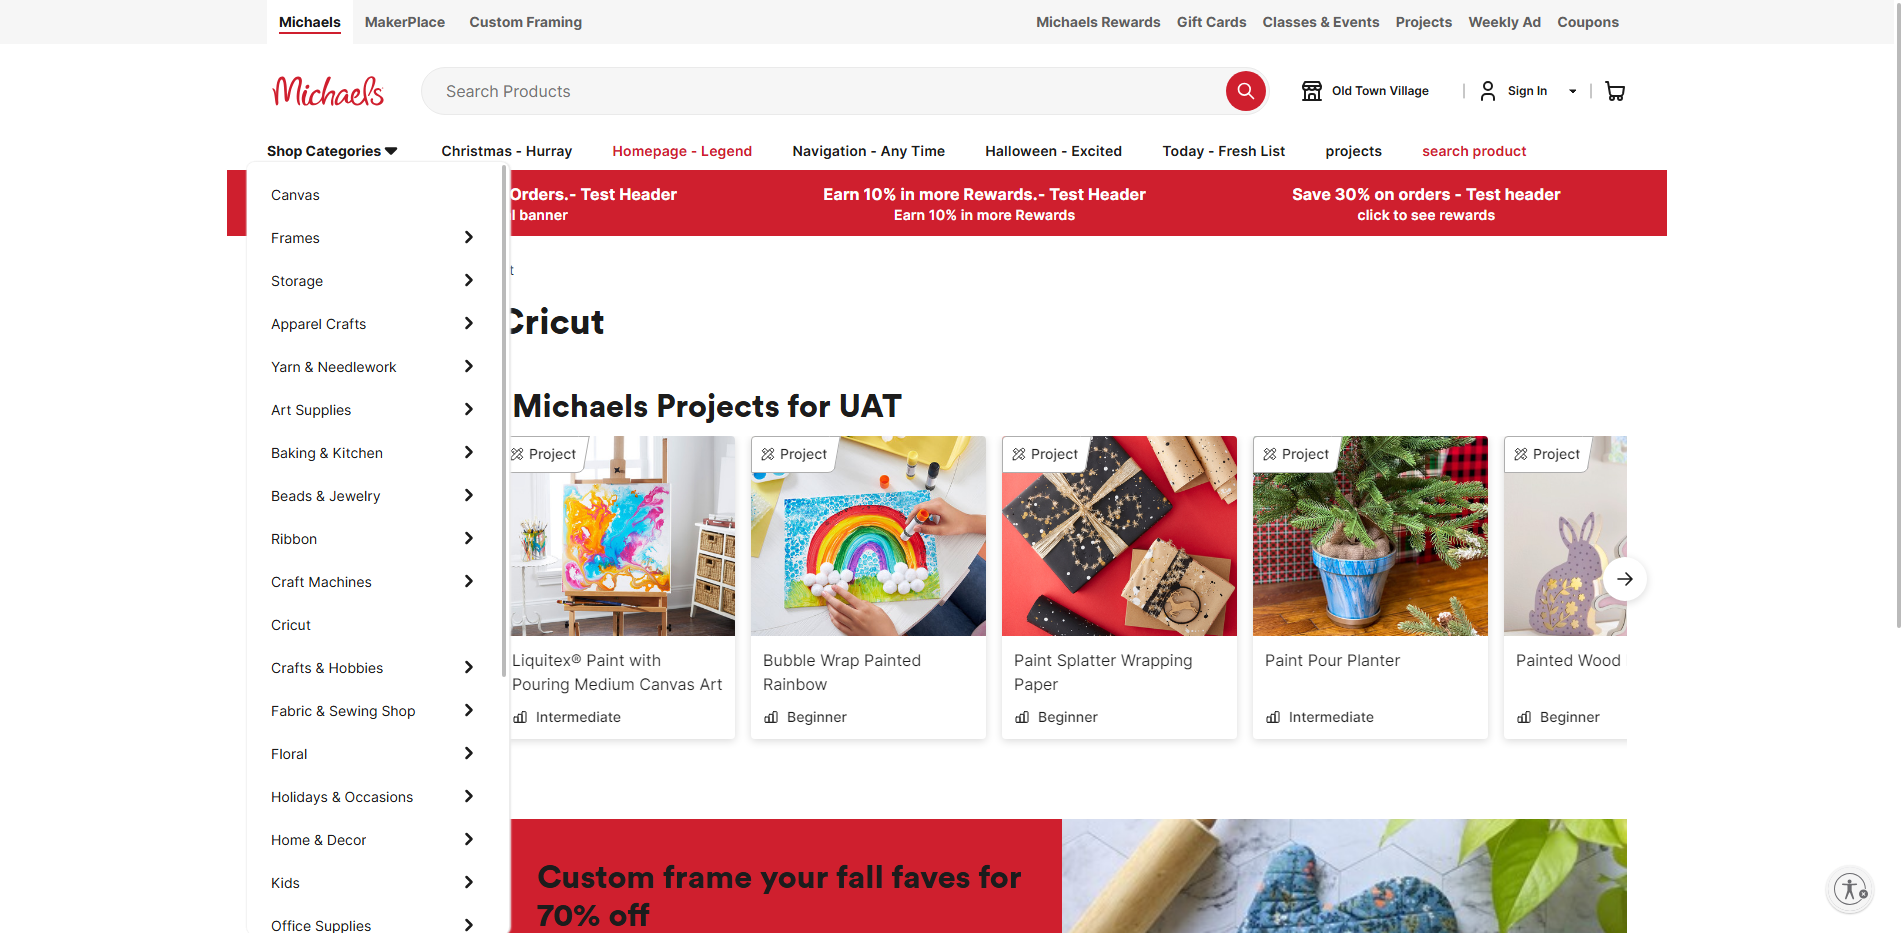 Michaels
MakerPlace
Custom Framing
Michaels Rewards
Gift Cards
Classes & Events
Projects
Weekly Ad
Coupons
Michaels
Search Products
Old Town Village
Sign In
Shop Categories
Christmas - Hurray
Homepage - Legend
Navigation - Any Time
Halloween - Excited
Today - Fresh List
projects
search product
Orders.- Test Header
banner
Earn 10% in more Rewards.- Test Header
Earn 10% in more Rewards
Save 30% on orders - Test header
click to see rewards
Canvas
Frames
Storage
Apparel Crafts
Yarn & Needlework
Art Supplies
Baking & Kitchen
Beads & Jewelry
Ribbon
Craft Machines
Cricut
Crafts & Hobbies
Fabric & Sewing Shop
Floral
Holidays & Occasions
Home & Decor
Kids
Office Supplies
Cricut
Michaels Projects for UAT
Project
Liquitex® Paint with
Pouring Medium Canvas Art
Intermediate
Project
Bubble Wrap Painted
Rainbow
Beginner
Project
Paint Splatter Wrapping
Paper
Beginner
Project
Paint Pour Planter
Intermediate
Project
Painted Wood
Beginner
Custom frame your fall faves for
70% off